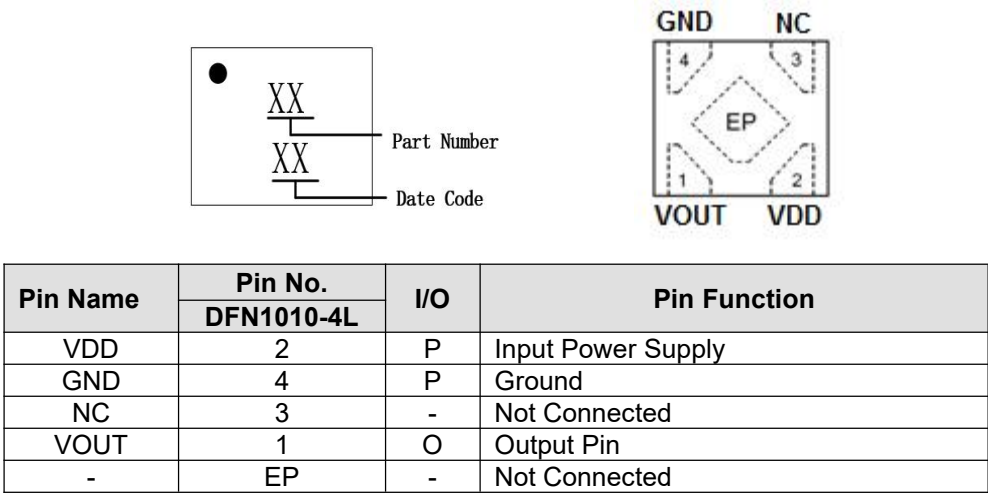 XX
Part Number
XX
Date Code
GND NC
4 3
EP
1 2
VOUT VDD
Pin Name Pin No. I/O Pin Function
DFN1010-4L
VDD 2 P Input Power Supply
GND 4 P Ground
NC 3 - Not Connected
VOUT 1 O Output Pin
- EP - Not Connected